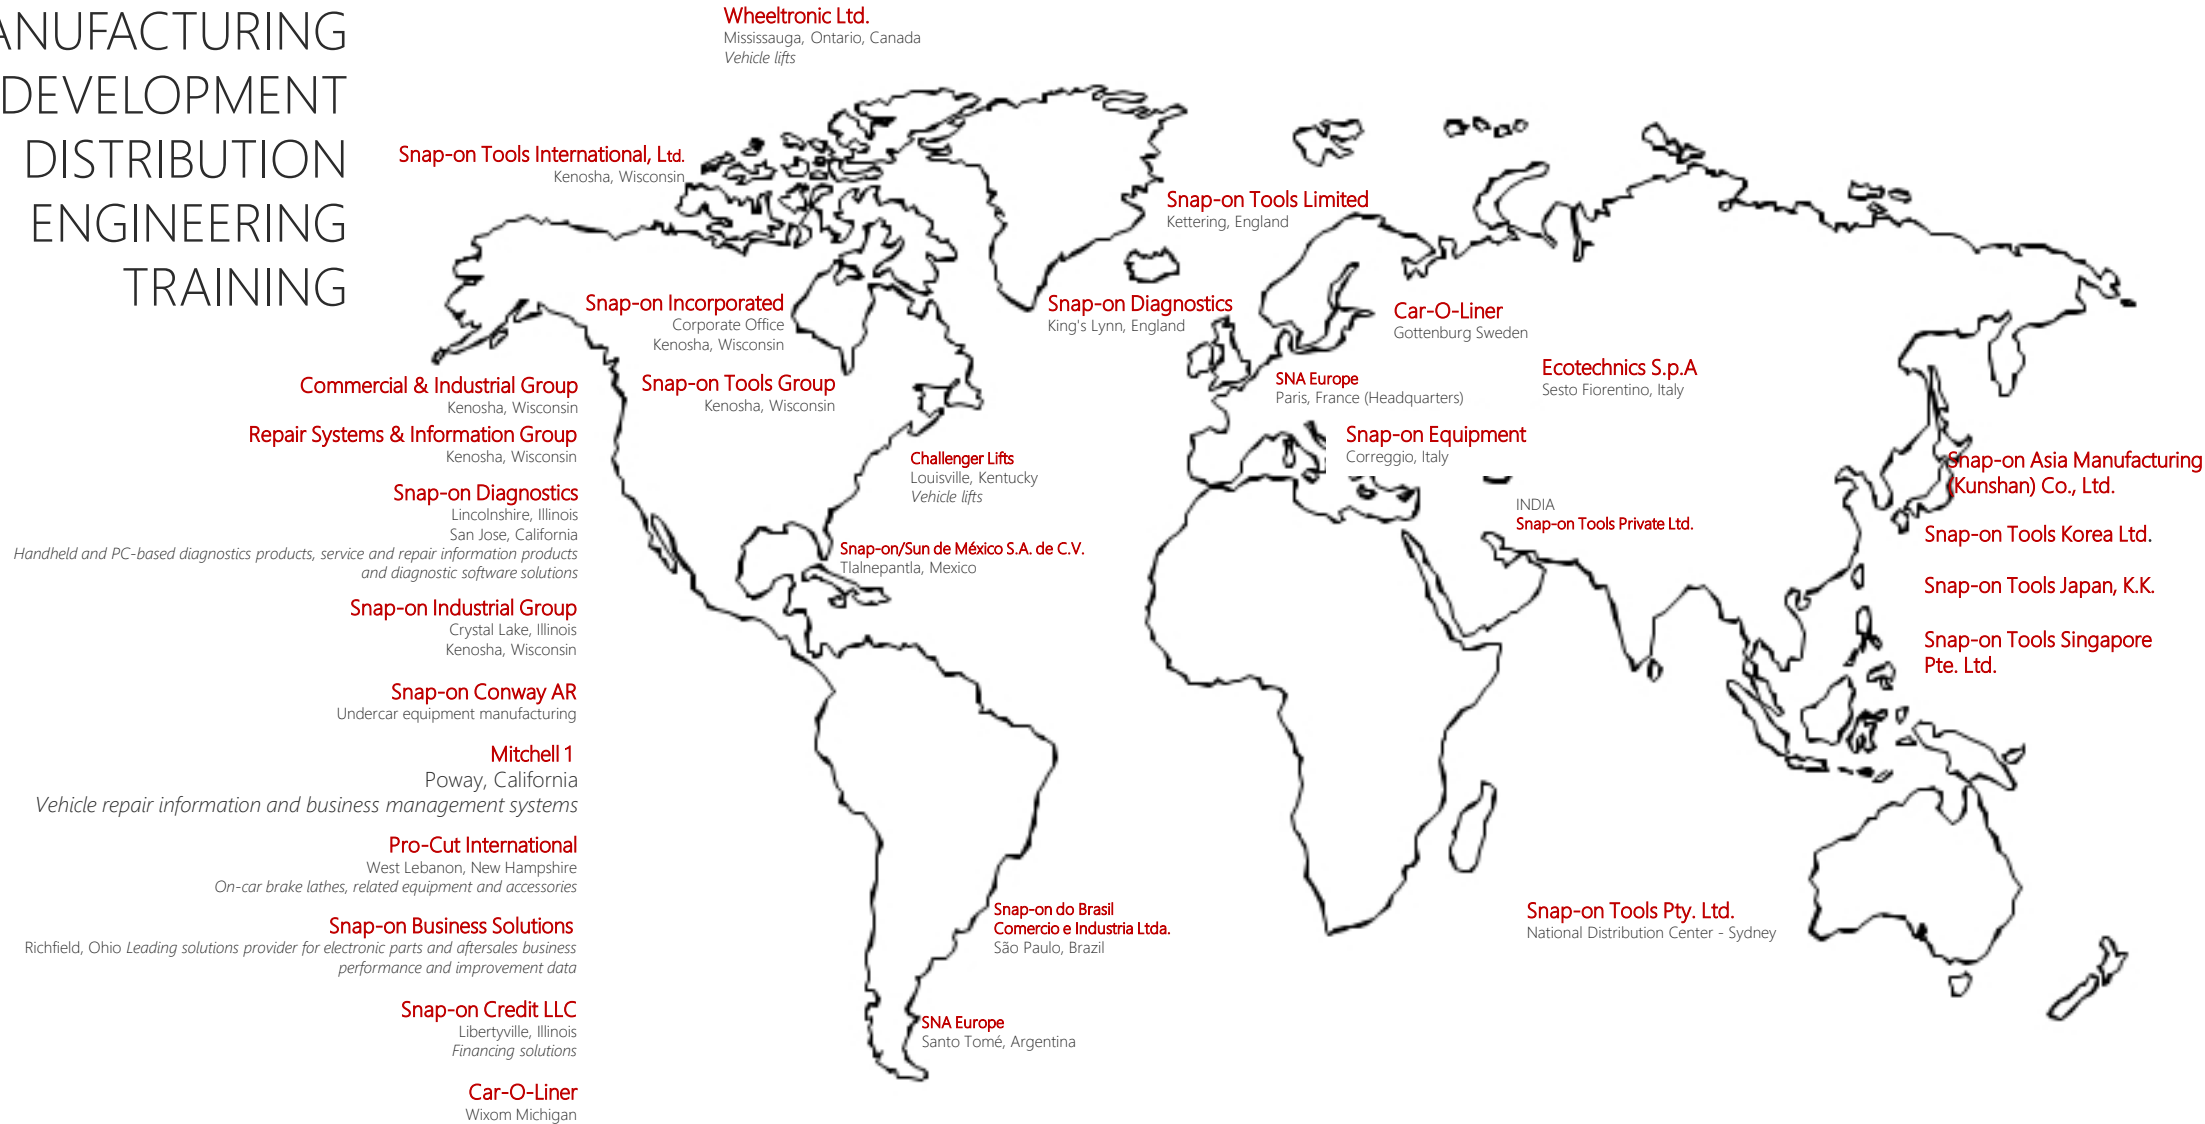 ANUFACTURING
DEVELOPMENT
DISTRIBUTION
ENGINEERING
TRAINING
Wheeltronic Ltd.
Mississauga, Ontario, Canada
Vehicle lifts
Snap-on Tools International, Ltd.
Kenosha, Wisconsin
Snap-on Incorporated
Corporate Office
Kenosha, Wisconsin
Snap-on Tools Group
Kenosha, Wisconsin
Commercial & Industrial Group
Kenosha, Wisconsin
Repair Systems & Information Group
Kenosha, Wisconsin
Snap-on Diagnostics
Lincolnshire, Illinois
San Jose, California
Handheld and PC-based diagnostics products, service and repair information products
and diagnostic software solutions
Snap-on Industrial Group
Crystal Lake, Illinois
Kenosha, Wisconsin
Snap-on Conway AR
Undercar equipment manufacturing
Mitchell 1
Poway, California
Vehicle repair information and business management systems
Pro-Cut International
West Lebanon, New Hampshire
On-car brake lathes, related equipment and accessories
Snap-on Business Solutions
Richfield, Ohio Leading solutions provider for electronic parts and aftersales business
performance and improvement data
Snap-on Credit LLC
Libertyville, Illinois
Financing solutions
Car-O-Liner
Wixom Michigan
Challenger Lifts
Louisville, Kentucky
Vehicle lifts
Snap-on/Sun de México S.A. de C.V.
Tlalnepantla, Mexico
Snap-on do Brasil
Comercio e Industria Ltda.
São Paulo, Brazil
SNA Europe
Santo Tomé, Argentina
Snap-on Tools Limited
Kettering, England
Snap-on Diagnostics
King's Lynn, England
Car-O-Liner
Gottenburg Sweden
SNA Europe
Paris, France (Headquarters)
Ecotechnics S.p.A
Sesto Fiorentino, Italy
Snap-on Equipment
Correggio, Italy
INDIA
Snap-on Tools Private Ltd.
Snap-on Asia Manufacturing
(Kunshan) Co., Ltd.
Snap-on Tools Korea Ltd.
Snap-on Tools Japan, K.K.
Snap-on Tools Singapore
Pte. Ltd.
Snap-on Tools Pty. Ltd.
National Distribution Center - Sydney